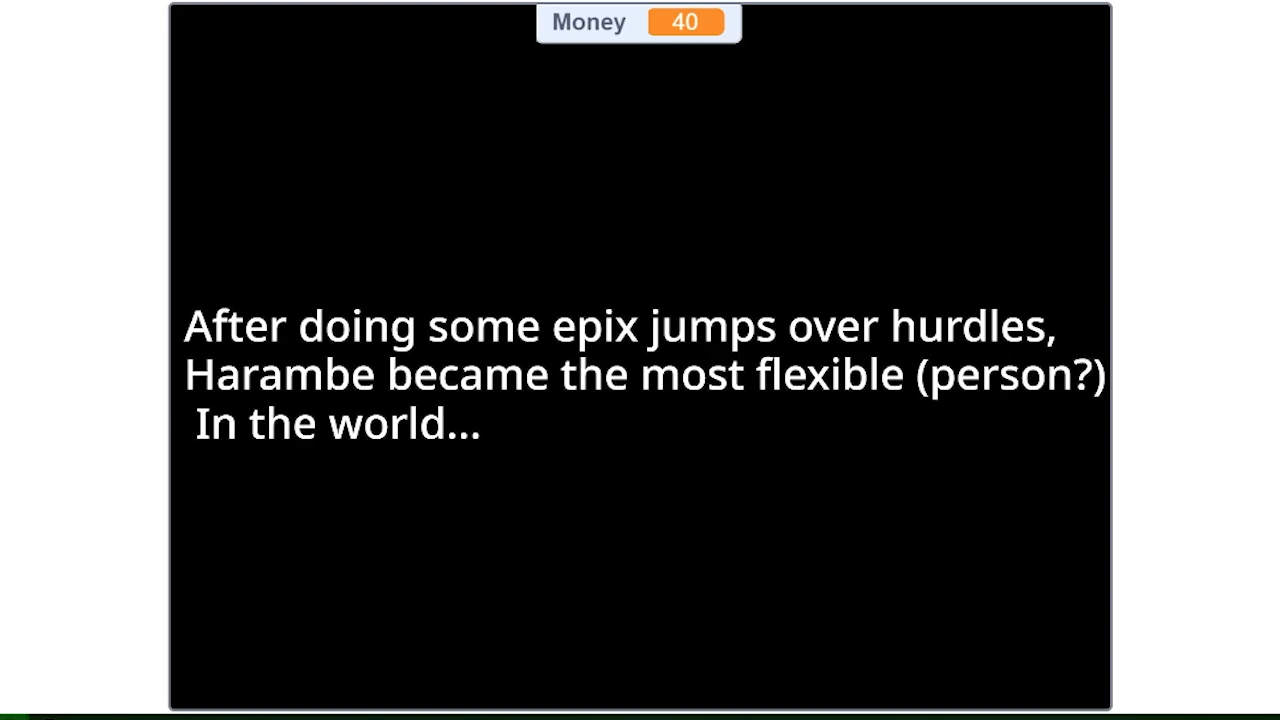 Money 40
After doing some epix jumps over hurdles,
Harambe became the most flexible (person?)
In the world...